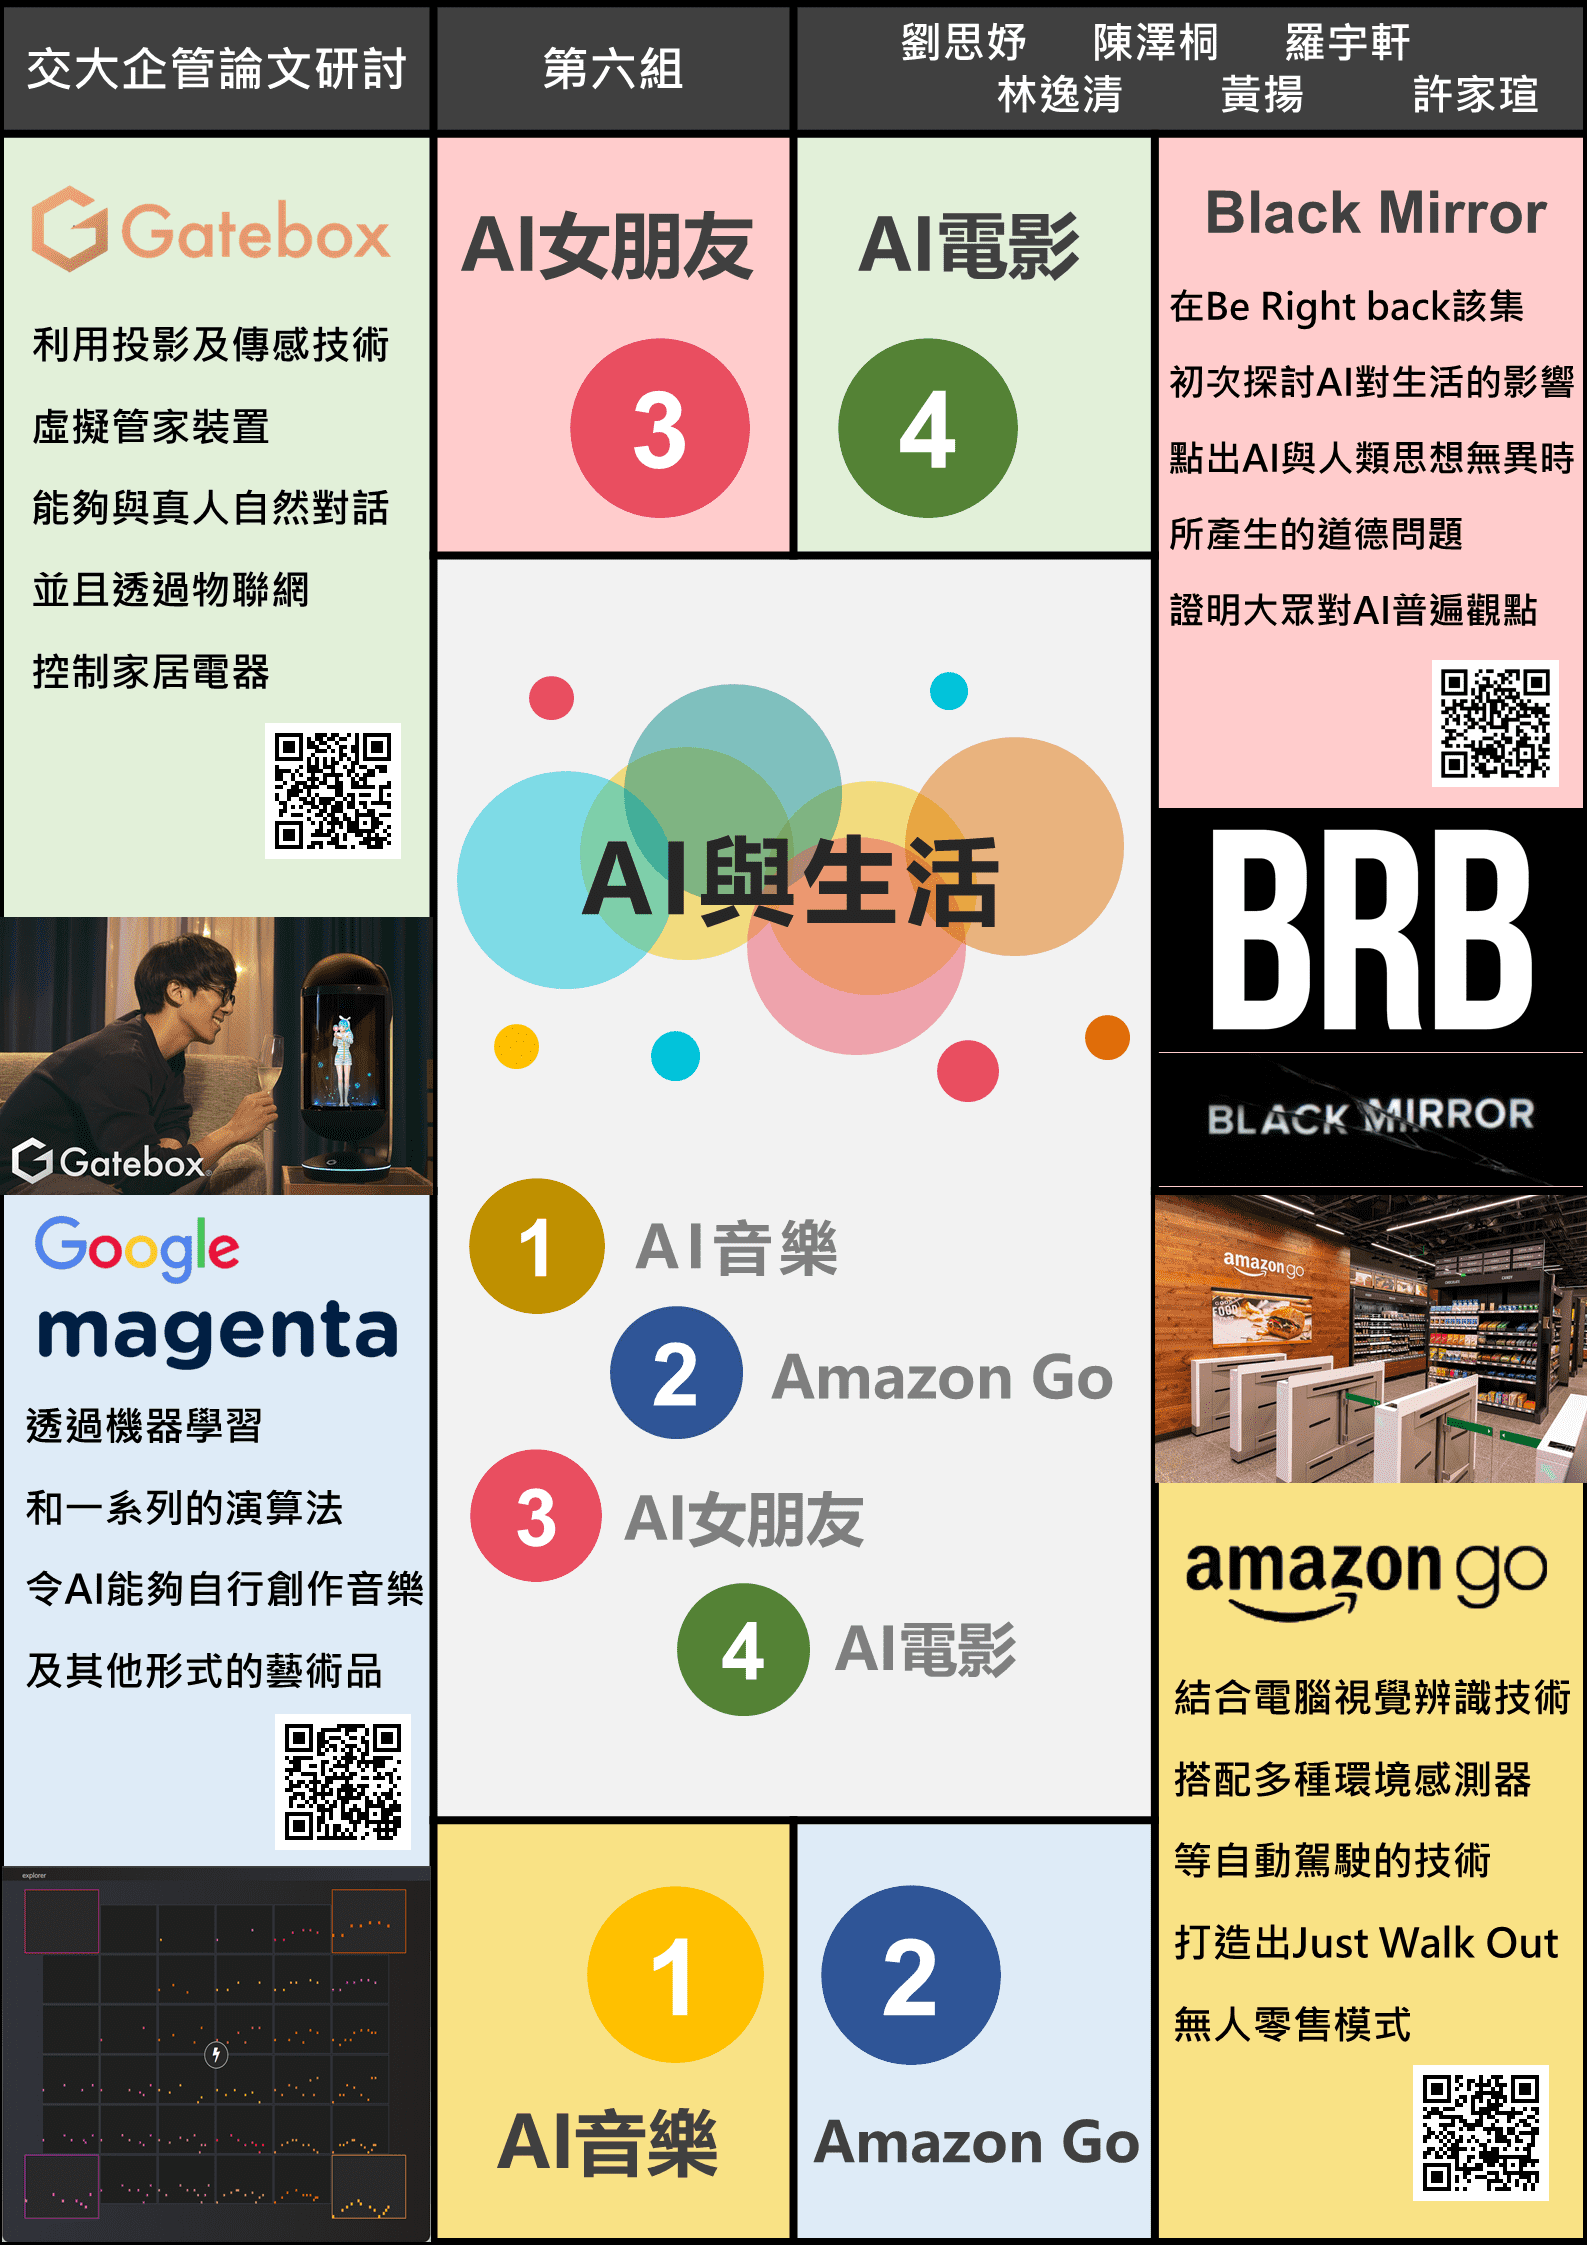 交大企管論文研討
第六組
劉思妤 陳澤桐 羅宇軒
林逸清 黃揚 許家瑄
Gatebox
利用投影及傳感技術
虛擬管家裝置
能夠與真人自然對話
並且透過物聯網
控制家居電器
Gatebox
AI女朋友
3
AI電影
4
Black Mirror
在Be Right back該集
初次探討AI對生活的影響
點出AI與人類思想無異時
所產生的道德問題
證明大眾對AI普遍觀點
BRB
BLACK MIRROR
AI與生活
1 AI音樂
2 Amazon Go
3 AI女朋友
4 AI電影
Google
magenta
透過機器學習
和一系列的演算法
令AI能夠自行創作音樂
及其他形式的藝術品
explorer
1
AI音樂
2
Amazon Go
amazon go
FOOD
amazon go
結合電腦視覺辨識技術
搭配多種環境感測器
等自動駕駛的技術
打造出Just Walk Out
無人零售模式